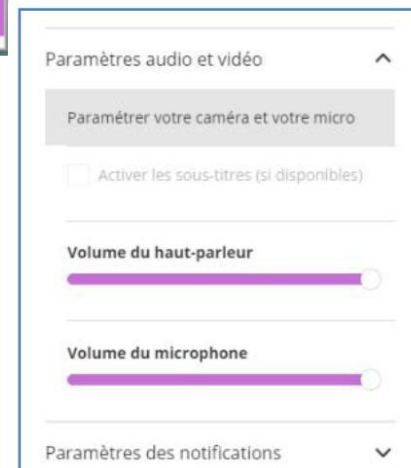 Paramètres audio et vidéo
Paramétrer votre caméra et votre micro
Activer les sous-titres (si disponibles)
Volume du haut-parleur
Volume du microphone
Paramètres des notifications